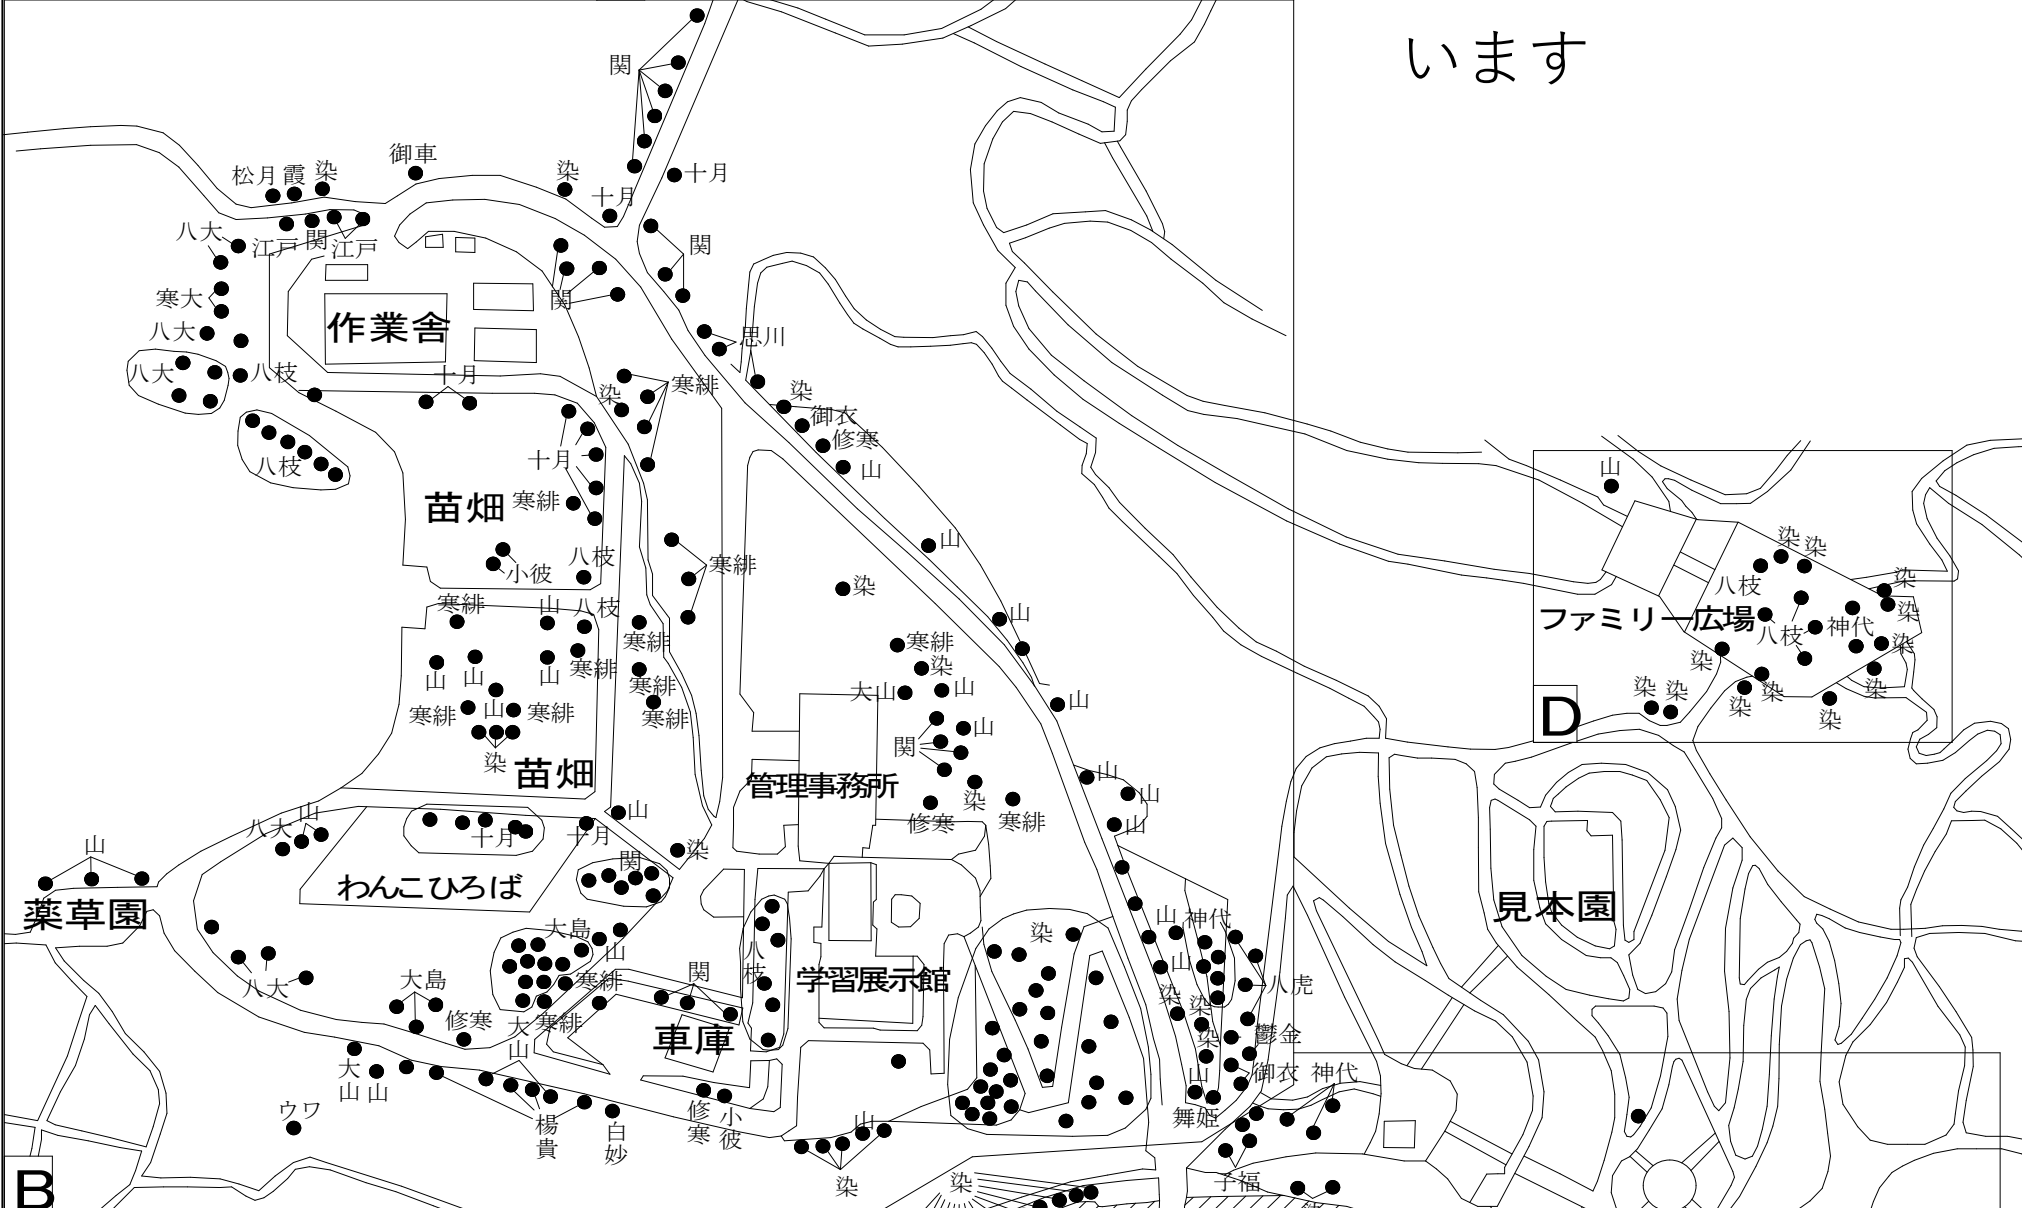 います
関
御車
松月
霞
染
染
十月
十月
八大
江戸
関
江戸
関
寒大
関
作業舎
八大
思川
八大
八枝
十月
染
寒緋
染
御衣
修寒
山
八枝
十月
山
苗畑
寒緋
山
小彼
八枝
寒緋
染
染
染
八枝
染
ファミリー広場
染
八枝
神代
染
染
染
染
染
染
染
染
染
D
寒緋
山
八枝
寒緋
山
山
山
山
寒緋
寒緋
寒緋
染
大山
山
寒緋
山
寒緋
寒緋
山
山
関
染
苗畑
管理事務所
山
山
染
山
修寒
寒緋
八大
山
十月
十月
山
染
山
関
わんこひろば
薬草園
見本園
大島
山
染
山
神代
八枝
山
八大
大島
寒緋
関
学習展示館
八虎
染
染
修寒
大山
寒緋
車庫
染
鬱金
大山
山
山
御衣
神代
ウワ
楊貴
白妙
修寒
小彼
山
舞姫
染
染
子福
B